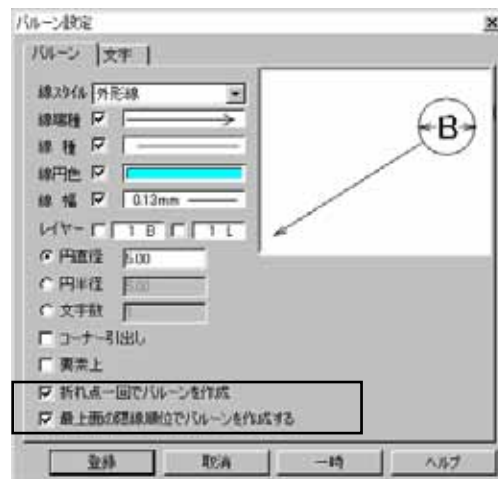 バルーン設定
バルーン 文字
線スタイル 外形線
線端種
線 種
線円色
線 幅 0.13mm
レイヤー 1 B 1 L
円直径 5.00
円半径 5.00
文字数
コーナー引出し
要素上
折れ点一回でバルーンを作成
最上面の隠線順位でバルーンを作成する
登録 取消 一時 ヘルプ
B